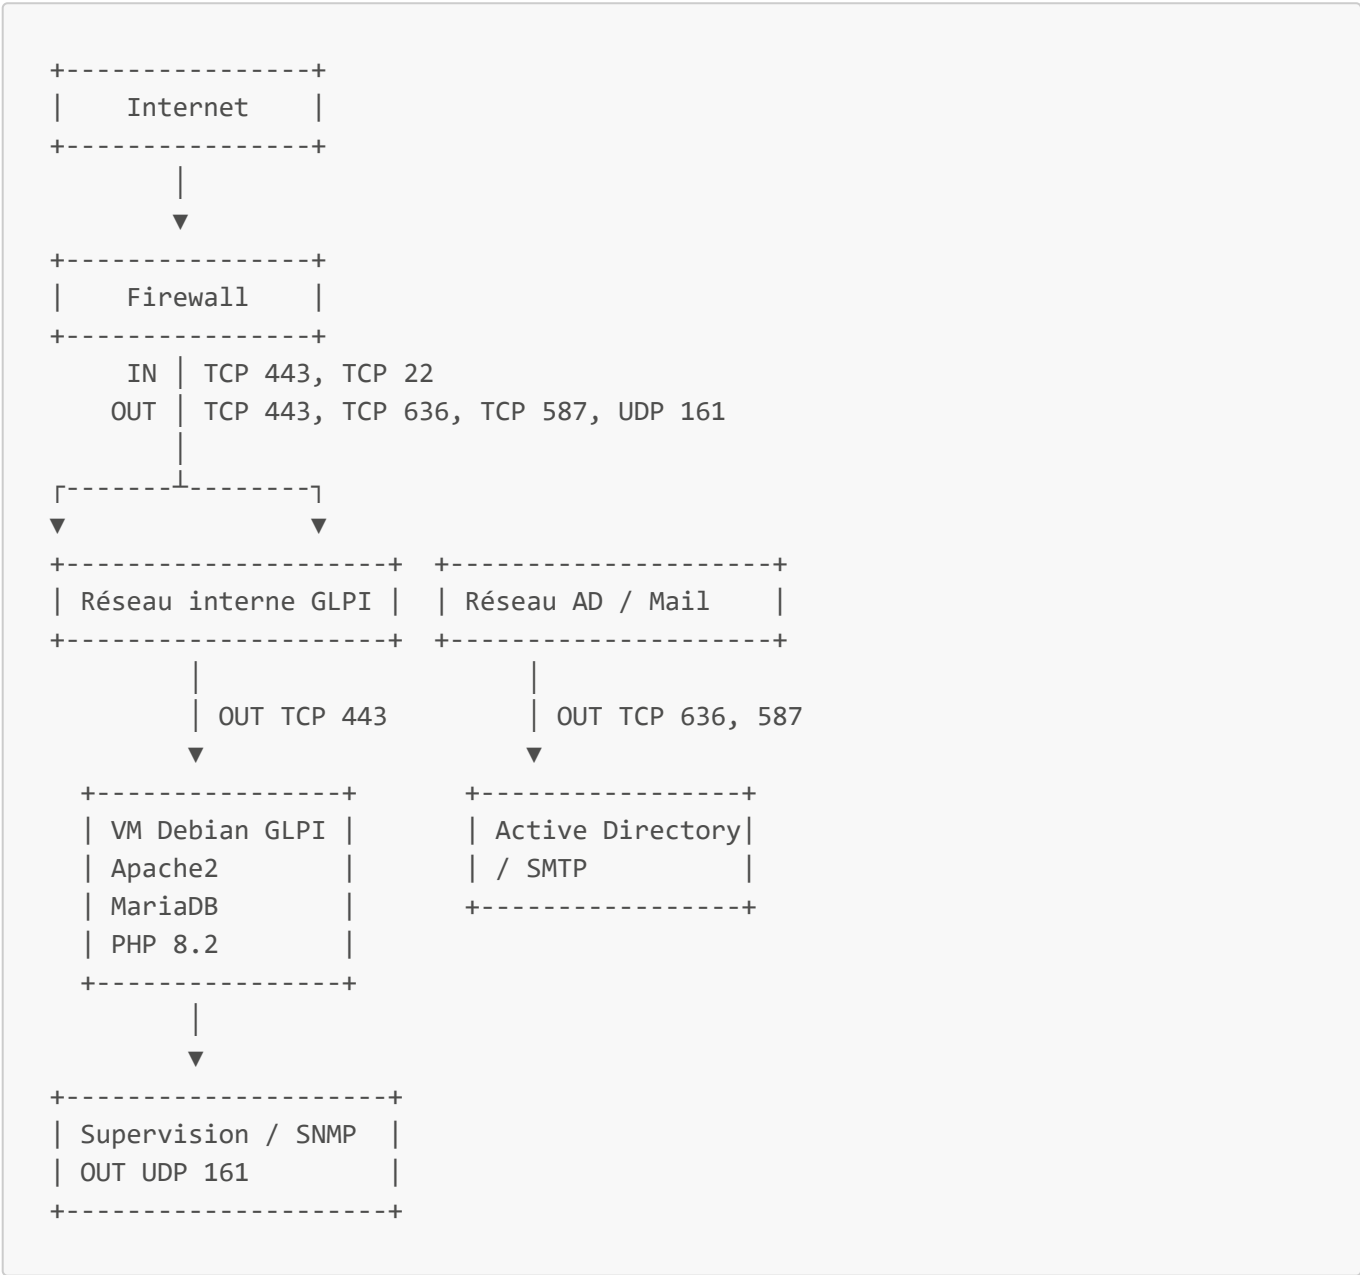 +----------------+
|    Internet    |
+----------------+
        │
        ▼
+----------------+
|    Firewall    |
+----------------+
     IN │ TCP 443, TCP 22
    OUT │ TCP 443, TCP 636, TCP 587, UDP 161
        │
┌-------┴--------┐
▼                ▼
+---------------------+  +---------------------+
| Réseau interne GLPI |  | Réseau AD / Mail    |
+---------------------+  +---------------------+
         │                     │
         │ OUT TCP 443         │ OUT TCP 636, 587
         ▼                     ▼
  +----------------+       +-----------------+
  | VM Debian GLPI |       | Active Directory|
  | Apache2        |       | / SMTP          |
  | MariaDB        |       +-----------------+
  | PHP 8.2        |
  +----------------+
         │
         ▼
+---------------------+
| Supervision / SNMP  |
| OUT UDP 161         |
+---------------------+